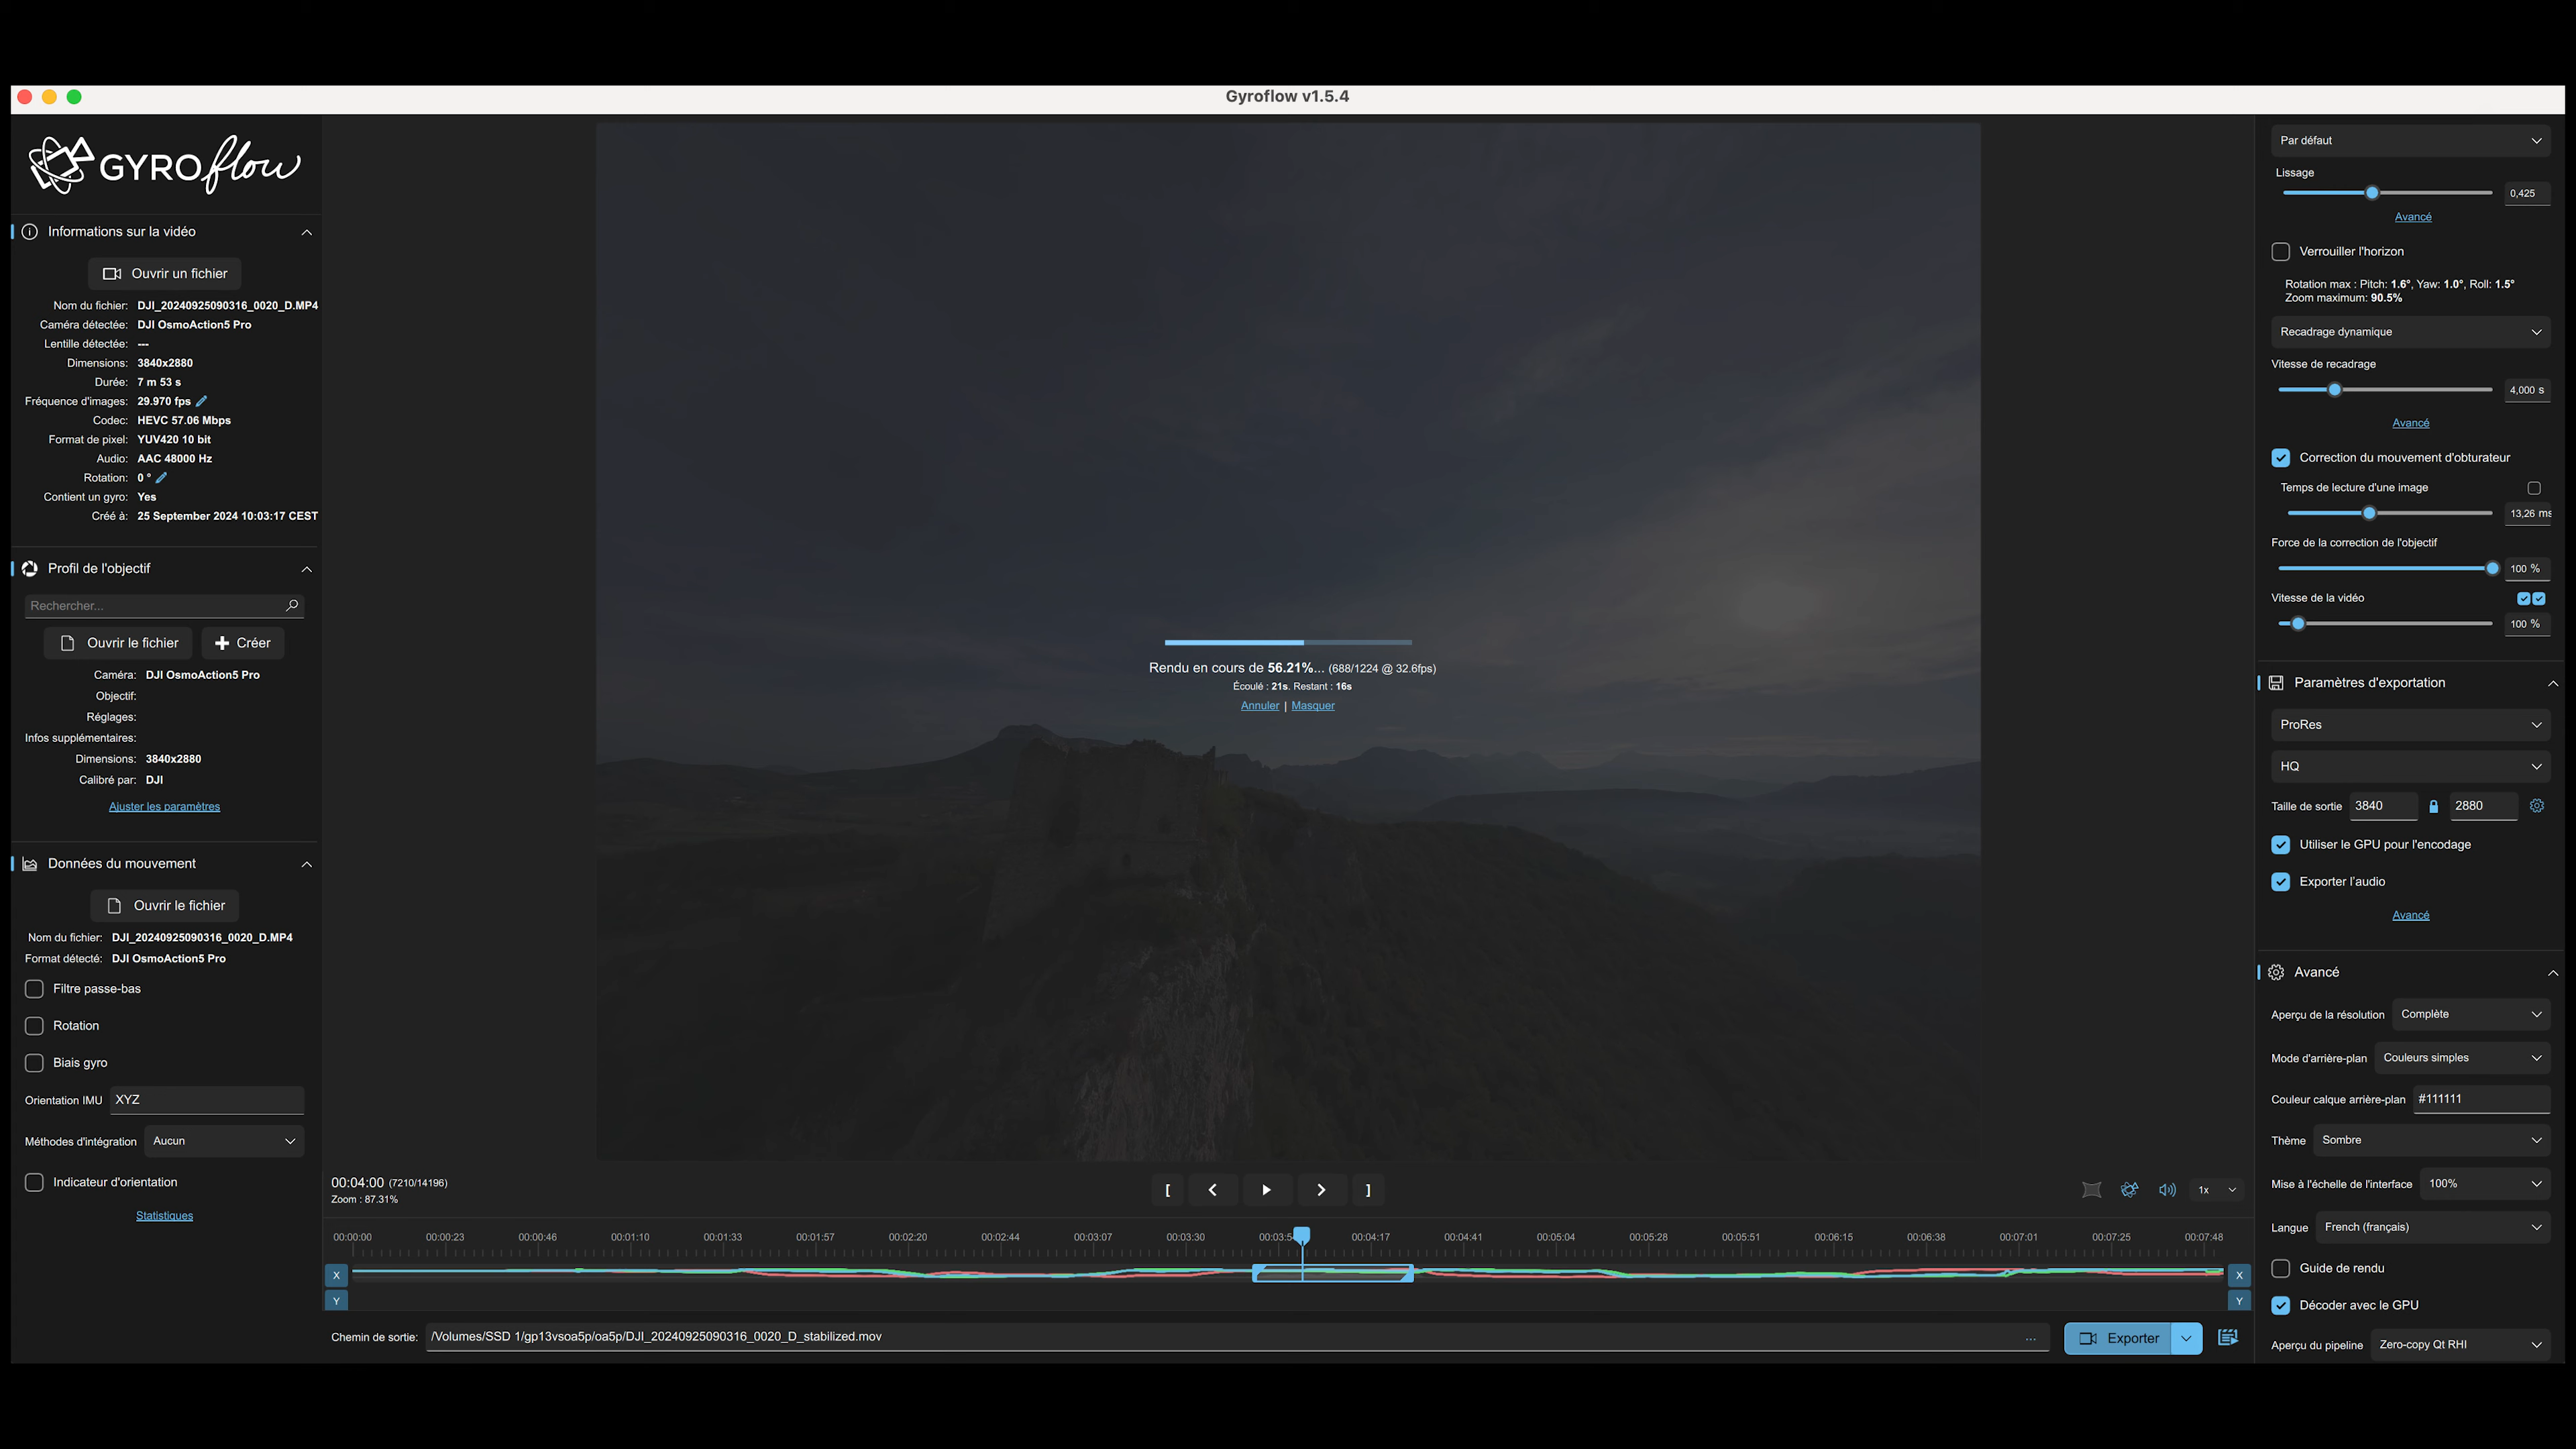 Gyroflow v1.5.4
GYROflow
Informations sur la vidéo
Ouvrir un fichier
Nom du fichier: DJI_20240925090316_0020_D.MP4
Caméra détectée: DJI OsmoAction5 Pro
Lentille détectée: ---
Dimensions: 3840x2880
Durée: 7 m 53 s
Fréquence d'images: 29.970 fps
Codec: HEVC 57.06 Mbps
Format de pixel: YUV420 10 bit
Audio: AAC 48000 Hz
Rotation: 0 °
Contient un gyro: Yes
Créé à: 25 September 2024 10:03:17 CEST
Profil de l'objectif
Rechercher...
Ouvrir le fichier
Créer
Caméra: DJI OsmoAction5 Pro
Objectif:
Réglages:
Infos supplémentaires:
Dimensions: 3840x2880
Calibré par: DJI
Ajuster les paramètres
Données du mouvement
Ouvrir le fichier
Nom du fichier: DJI_20240925090316_0020_D.MP4
Format détecté: DJI OsmoAction5 Pro
Filtre passe-bas
Rotation
Biais gyro
Orientation IMU XYZ
Méthodes d'intégration Aucun
Indicateur d'orientation
Statistiques
Rendu en cours de 56.21%... (688/1224 @ 32.6fps)
Écoulé : 21s. Restant : 16s
Annuler | Masquer
00:04:00 (7210/14196)
Zoom : 87.31%
[
]
1x
00:00:00 00:00:23 00:00:46 00:01:10 00:01:33 00:01:57 00:02:20 00:02:44 00:03:07 00:03:30 00:03:5 00:04:17 00:04:41 00:05:04 00:05:28 00:05:51 00:06:15 00:06:38 00:07:01 00:07:25 00:07:48
X X
Y Y
Chemin de sortie: /Volumes/SSD 1/gp13vsoa5p/oa5p/DJI_20240925090316_0020_D_stabilized.mov ...
Exporter
Par défaut
Lissage
0,425
Avancé
Verrouiller l'horizon
Rotation max : Pitch: 1.6°, Yaw: 1.0°, Roll: 1.5°
Zoom maximum: 90.5%
Recadrage dynamique
Vitesse de recadrage
4,000 s
Avancé
Correction du mouvement d'obturateur
Temps de lecture d'une image
13,26 ms
Force de la correction de l'objectif
100 %
Vitesse de la vidéo
100 %
Paramètres d'exportation
ProRes
HQ
Taille de sortie 3840 2880
Utiliser le GPU pour l'encodage
Exporter l'audio
Avancé
Avancé
Aperçu de la résolution Complète
Mode d'arrière-plan Couleurs simples
Couleur calque arrière-plan #111111
Thème Sombre
Mise à l'échelle de l'interface 100%
Langue French (français)
Guide de rendu
Décoder avec le GPU
Aperçu du pipeline Zero-copy Qt RHI